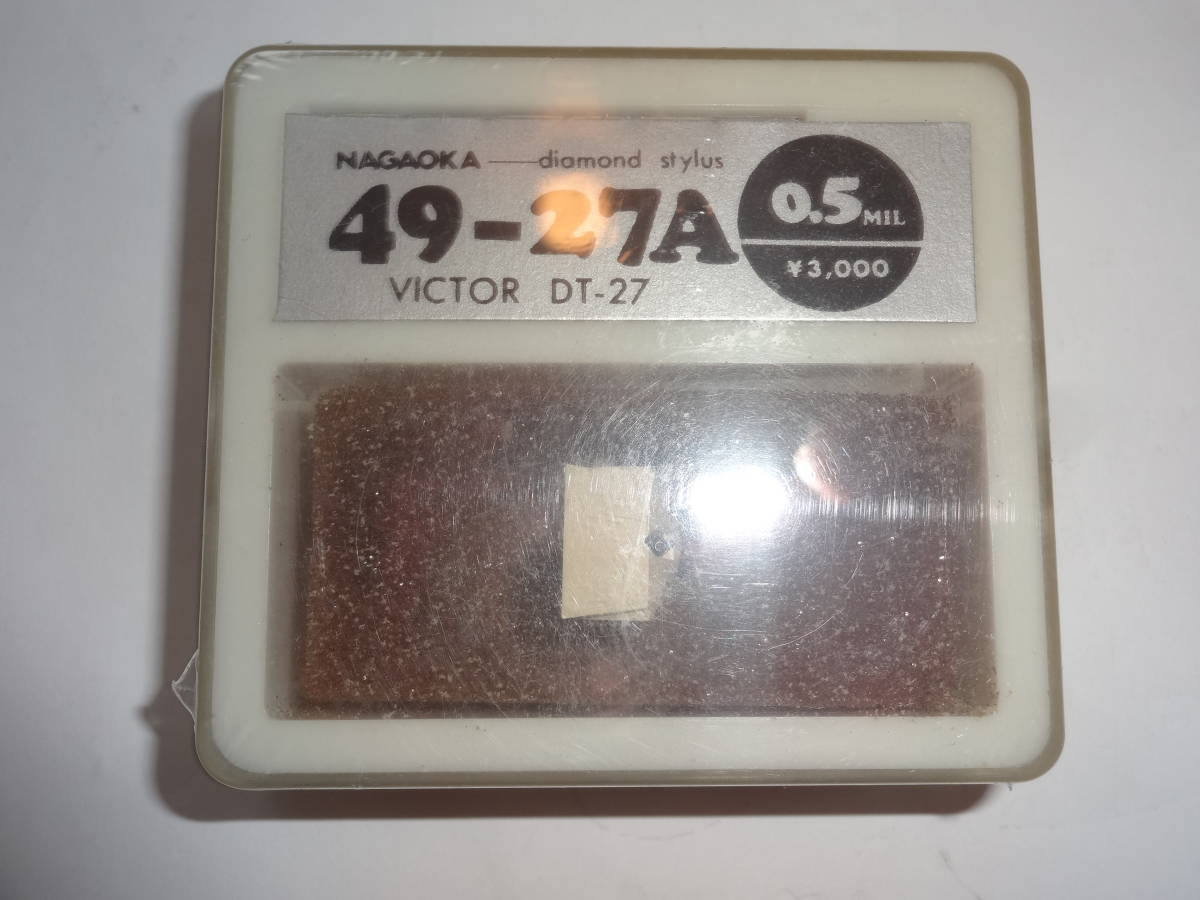 NAGAOKA — diamond stylus
49-27A
VICTOR DT-27
0.5 MIL
¥3,000